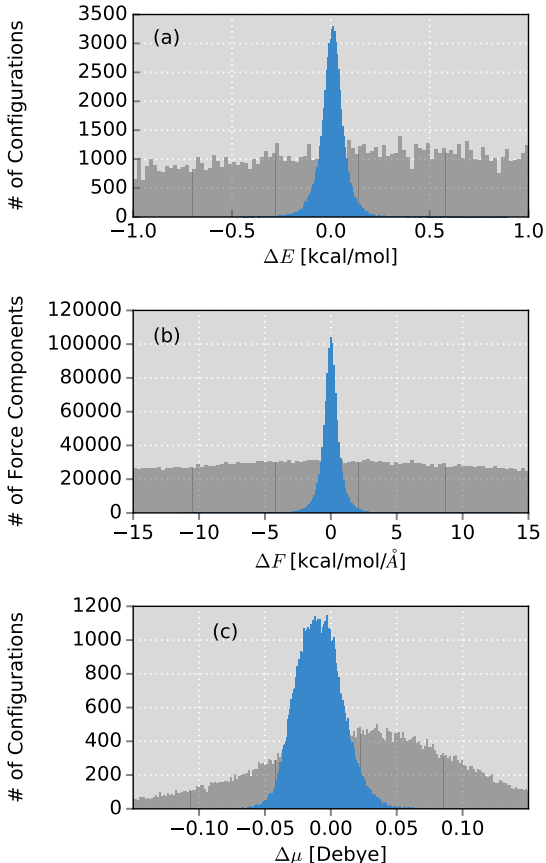 3500
3000
2500
2000
1500
1000
500
0
# of Configurations
(a)
−1.0 −0.5 0.0 0.5 1.0
ΔE [kcal/mol]
120000
100000
80000
60000
40000
20000
0
# of Force Components
(b)
−15 −10 −5 0 5 10 15
ΔF [kcal/mol/Å]
1200
1000
800
600
400
200
0
# of Configurations
(c)
−0.10 −0.05 0.00 0.05 0.10
Δμ [Debye]